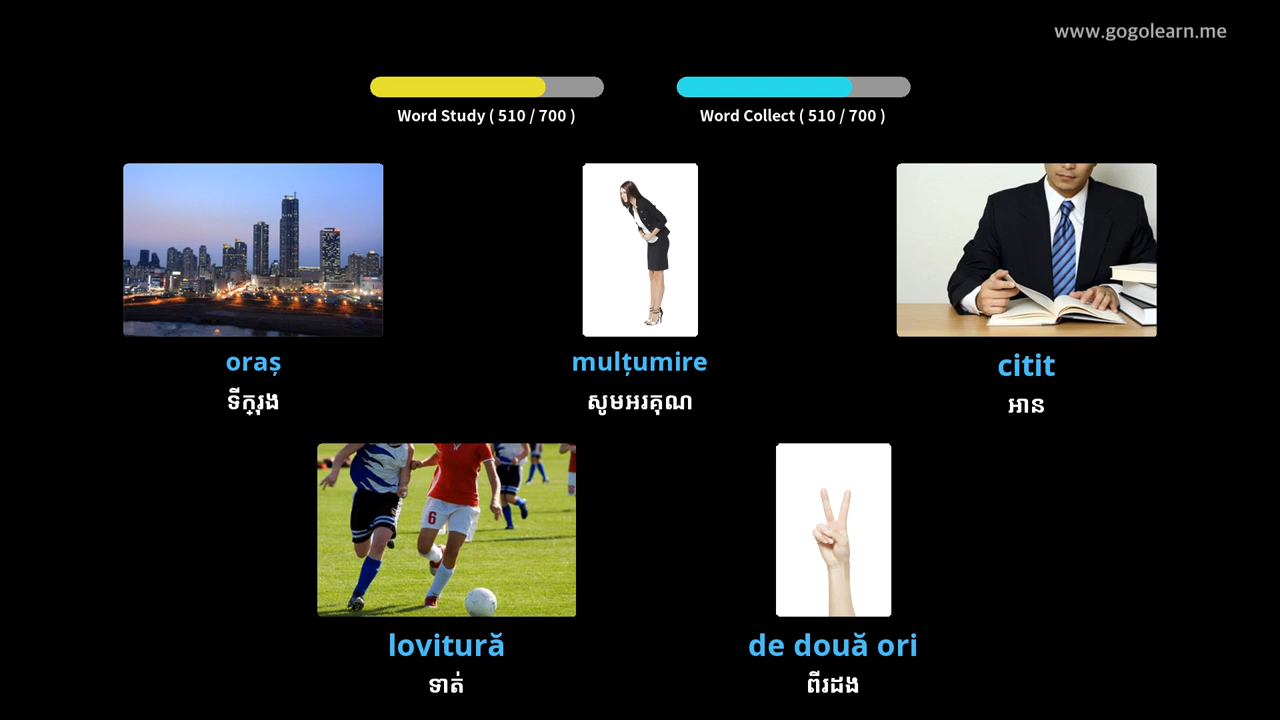 www.gogolearn.me
Word Study ( 510 / 700 )
Word Collect ( 510 / 700 )
oraș
ទីក្រុង
mulțumire
សូមអរគុណ
citit
អាន
6
lovitură
ទាត់
de două ori
ពីរដង